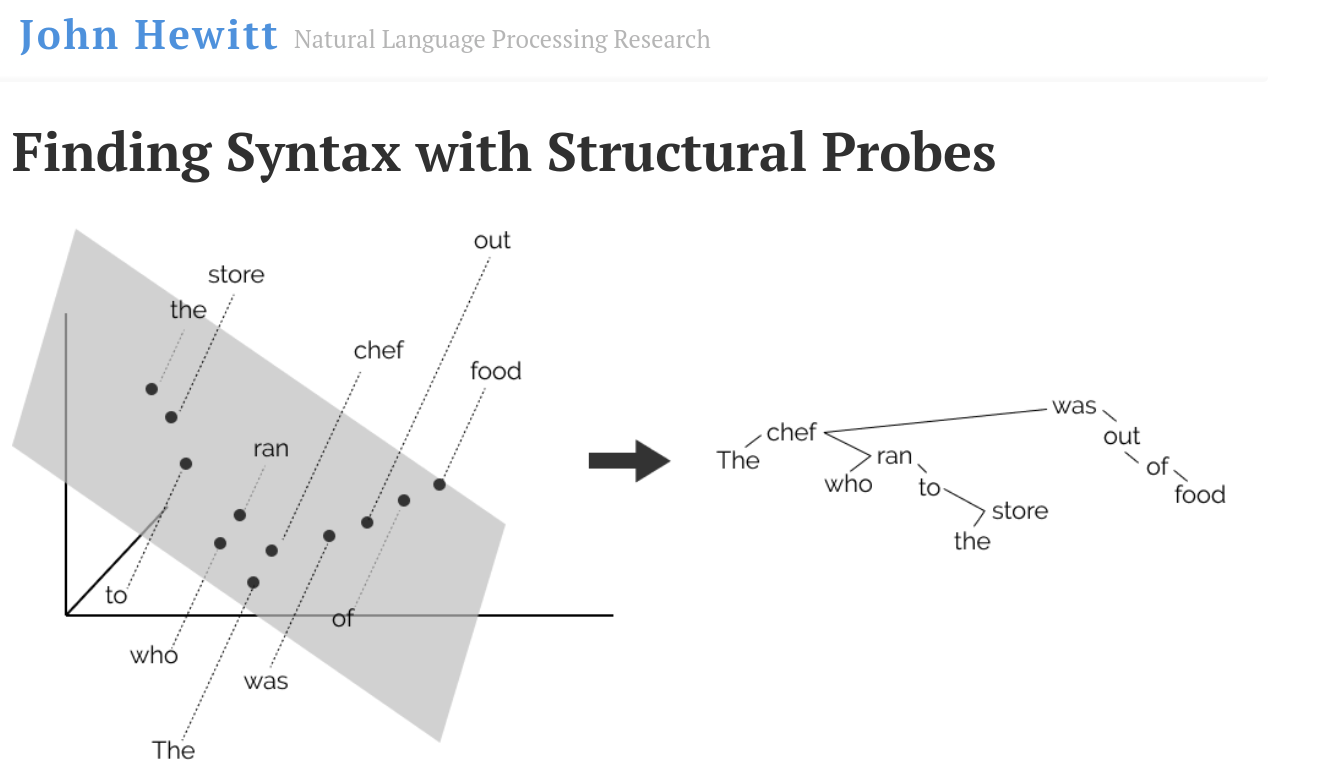 John Hewitt Natural Language Processing Research
Finding Syntax with Structural Probes
out
store
the
chef
food
ran
to
of
who
was
The
was
chef
out
The
ran
of
who
to
food
store
the